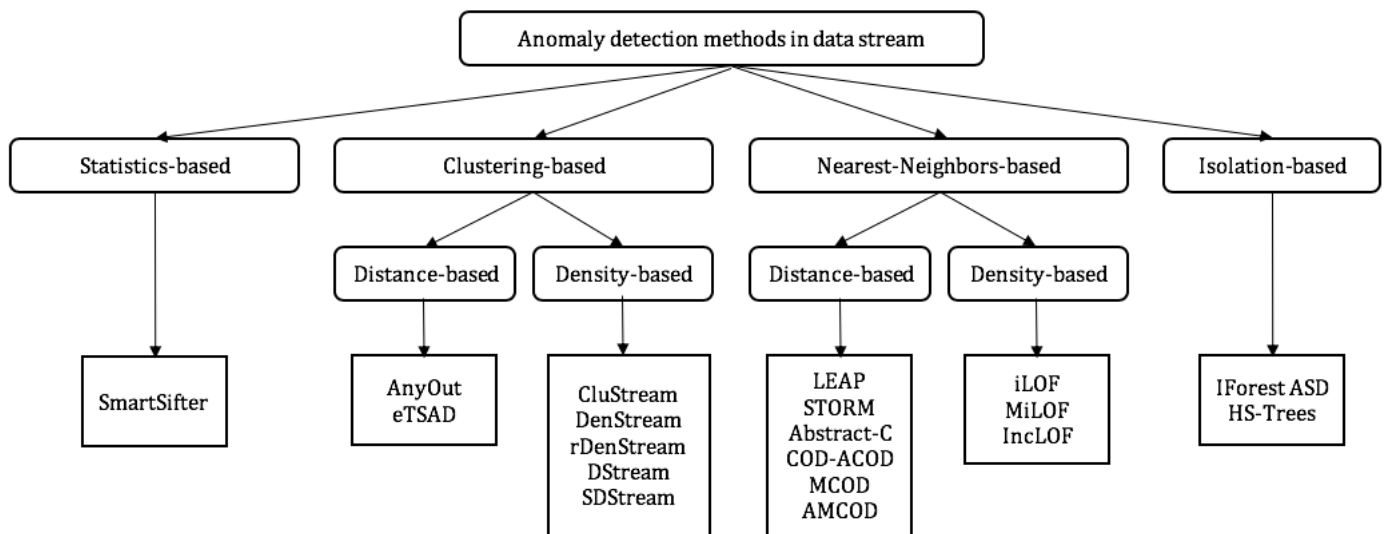 Anomaly detection methods in data stream
Statistics-based
Clustering-based
Nearest-Neighbors-based
Isolation-based
Distance-based
Density-based
Distance-based
Density-based
SmartSifter
AnyOut
eTSAD
CluStream
DenStream
rDenStream
DStream
SDStream
LEAP
STORM
Abstract-C
COD-ACOD
MCOD
AMCOD
iLOF
MiLOF
IncLOF
IForest ASD
HS-Trees